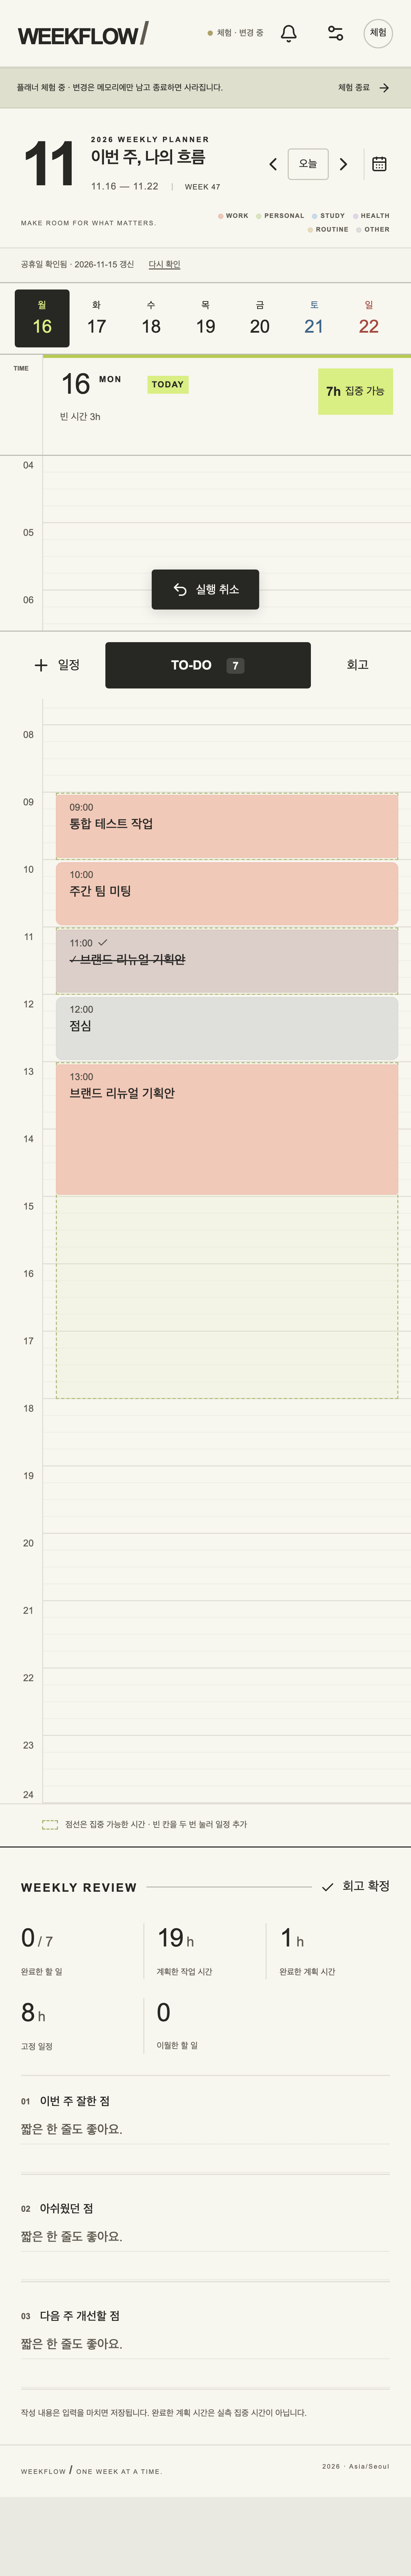 WEEKFLOW/
체험 · 변경 중
체험
플래너 체험 중 · 변경은 메모리에만 남고 종료하면 사라집니다.
체험 종료 →
11
2026 WEEKLY PLANNER
이번 주, 나의 흐름
11.16 — 11.22 | WEEK 47
오늘
MAKE ROOM FOR WHAT MATTERS.
WORK PERSONAL STUDY HEALTH
ROUTINE OTHER
공휴일 확인됨 · 2026-11-15 갱신 다시 확인
월 화 수 목 금 토 일
16 17 18 19 20 21 22
TIME
16 MON TODAY
빈 시간 3h
7h 집중 가능
04
05
06
실행 취소
+ 일정
TO-DO 7
회고
08
09
09:00
통합 테스트 작업
10
10:00
주간 팀 미팅
11
11:00 ✓
✓ 브랜드 리뉴얼 기획안
12
12:00
점심
13
13:00
브랜드 리뉴얼 기획안
14
15
16
17
18
19
20
21
22
23
24
점선은 집중 가능한 시간 · 빈 칸을 두 번 눌러 일정 추가
WEEKLY REVIEW
✓ 회고 확정
0 / 7
완료한 할 일
19 h
계획한 작업 시간
1 h
완료한 계획 시간
8 h
고정 일정
0
이월한 할 일
01 이번 주 잘한 점
짧은 한 줄도 좋아요.
02 아쉬웠던 점
짧은 한 줄도 좋아요.
03 다음 주 개선할 점
짧은 한 줄도 좋아요.
작성 내용은 입력을 마치면 저장됩니다. 완료한 계획 시간은 실측 집중 시간이 아닙니다.
WEEKFLOW / ONE WEEK AT A TIME.
2026 · Asia/Seoul